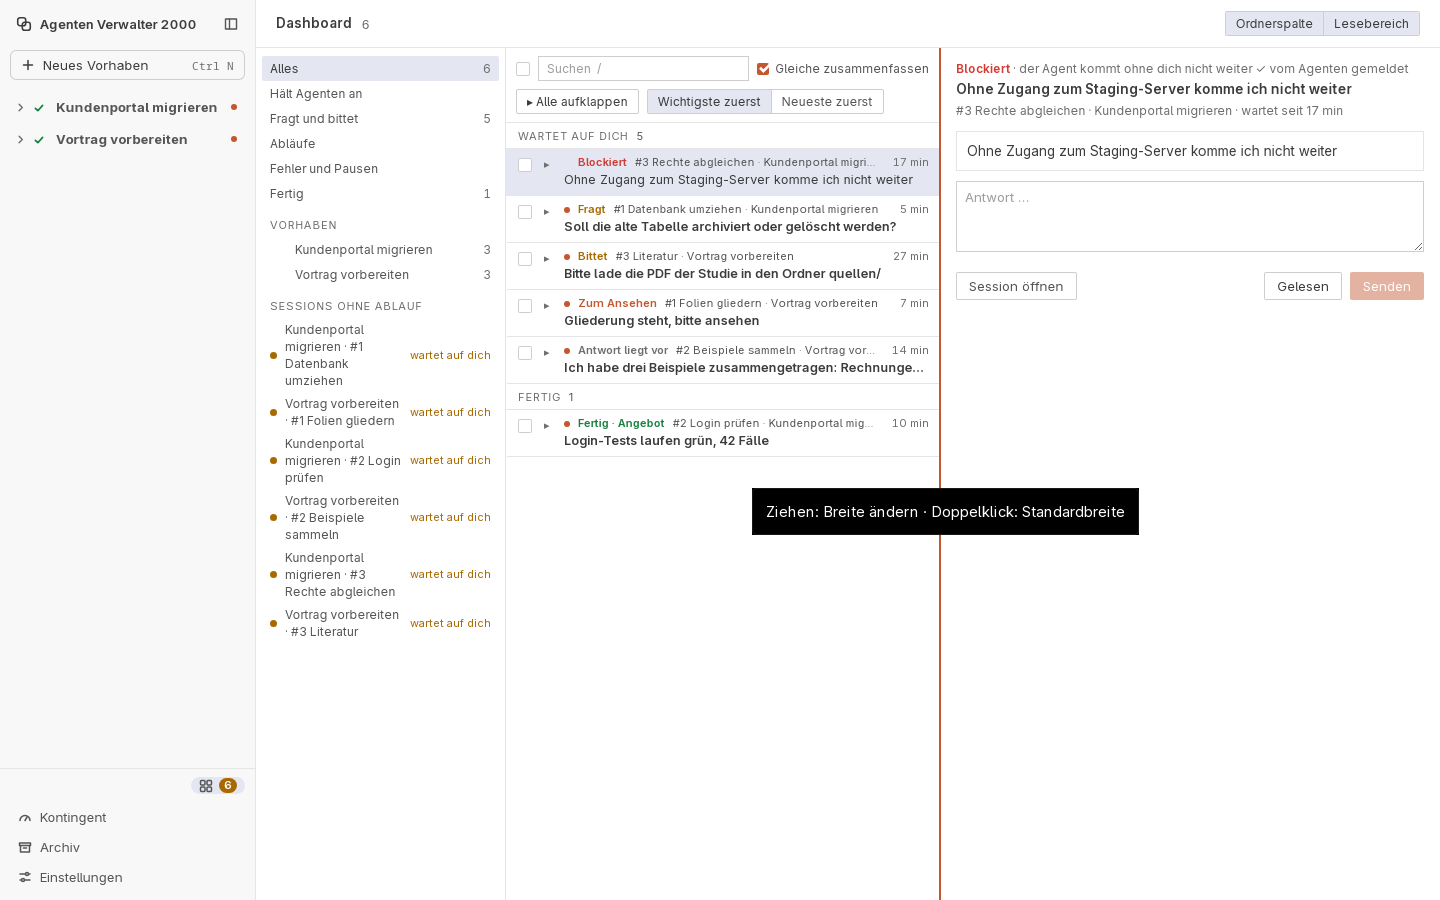 Agenten Verwalter 2000
Neues Vorhaben Ctrl N
Kundenportal migrieren
Vortrag vorbereiten
6
Kontingent
Archiv
Einstellungen
Dashboard 6
Ordnerspalte Lesebereich
Alles 6
Hält Agenten an
Fragt und bittet 5
Abläufe
Fehler und Pausen
Fertig 1
VORHABEN
Kundenportal migrieren 3
Vortrag vorbereiten 3
SESSIONS OHNE ABLAUF
Kundenportal
migrieren · #1
Datenbank
umziehen
wartet auf dich
Vortrag vorbereiten
· #1 Folien gliedern
wartet auf dich
Kundenportal
migrieren · #2 Login
prüfen
wartet auf dich
Vortrag vorbereiten
· #2 Beispiele
sammeln
wartet auf dich
Kundenportal
migrieren · #3
Rechte abgleichen
wartet auf dich
Vortrag vorbereiten
· #3 Literatur
wartet auf dich
Suchen /
Gleiche zusammenfassen
▸ Alle aufklappen Wichtigste zuerst Neueste zuerst
WARTET AUF DICH 5
Blockiert #3 Rechte abgleichen · Kundenportal migri... 17 min
Ohne Zugang zum Staging-Server komme ich nicht weiter
Fragt #1 Datenbank umziehen · Kundenportal migrieren 5 min
Soll die alte Tabelle archiviert oder gelöscht werden?
Bittet #3 Literatur · Vortrag vorbereiten 27 min
Bitte lade die PDF der Studie in den Ordner quellen/
Zum Ansehen #1 Folien gliedern · Vortrag vorbereiten 7 min
Gliederung steht, bitte ansehen
Antwort liegt vor #2 Beispiele sammeln · Vortrag vor... 14 min
Ich habe drei Beispiele zusammengetragen: Rechnunge...
FERTIG 1
Fertig · Angebot #2 Login prüfen · Kundenportal mig... 10 min
Login-Tests laufen grün, 42 Fälle
Ziehen: Breite ändern · Doppelklick: Standardbreite
Blockiert · der Agent kommt ohne dich nicht weiter ✓ vom Agenten gemeldet
Ohne Zugang zum Staging-Server komme ich nicht weiter
#3 Rechte abgleichen · Kundenportal migrieren · wartet seit 17 min
Ohne Zugang zum Staging-Server komme ich nicht weiter
Antwort ...
Session öffnen Gelesen Senden